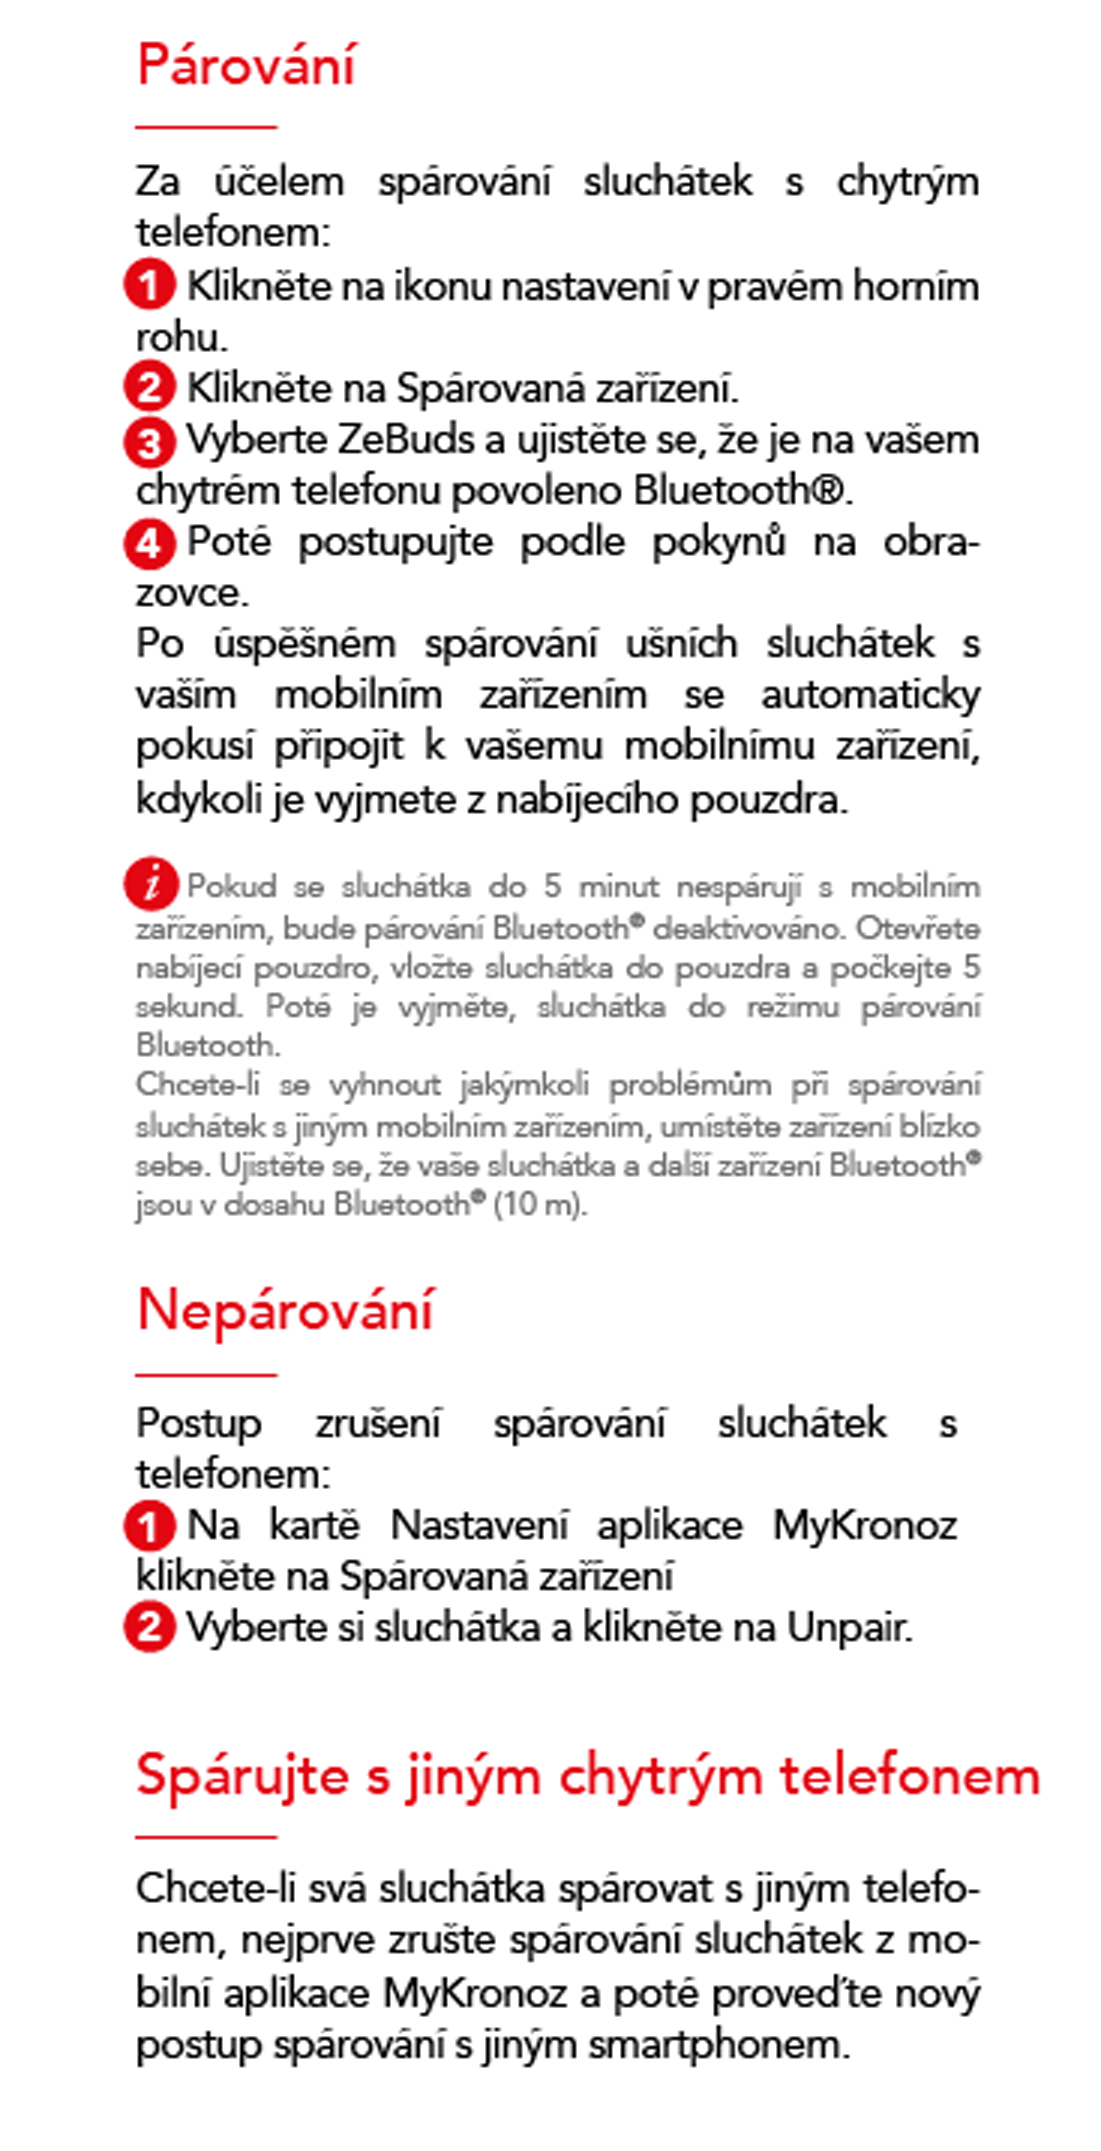 Párování
Za účelem spárování sluchátek s chytrým
telefonem:
1 Klikněte na ikonu nastavení v pravém horním
rohu.
2 Klikněte na Spárovaná zařízení.
3 Vyberte ZeBuds a ujistěte se, že je na vašem
chytrém telefonu povoleno Bluetooth®.
4 Poté postupujte podle pokynů na obra-
zovce.
Po úspěšném spárování ušních sluchátek s
vaším mobilním zařízením se automaticky
pokusí připojit k vašemu mobilnímu zařízení,
kdykoli je vyjmete z nabíjecího pouzdra.
i Pokud se sluchátka do 5 minut nespárují s mobilním
zařízením, bude párování Bluetooth® deaktivováno. Otevřete
nabíjecí pouzdro, vložte sluchátka do pouzdra a počkejte 5
sekund. Poté je vyjměte, sluchátka do režimu párování
Bluetooth.
Chcete-li se vyhnout jakýmkoli problémům při spárování
sluchátek s jiným mobilním zařízením, umístěte zařízení blízko
sebe. Ujistěte se, že vaše sluchátka a další zařízení Bluetooth®
jsou v dosahu Bluetooth® (10 m).
Nepárování
Postup zrušení spárování sluchátek s
telefonem:
1 Na kartě Nastavení aplikace MyKronoz
klikněte na Spárovaná zařízení
2 Vyberte si sluchátka a klikněte na Unpair.
Spárujte s jiným chytrým telefonem
Chcete-li svá sluchátka spárovat s jiným telefo-
nem, nejprve zrušte spárování sluchátek z mo-
bilní aplikace MyKronoz a poté proveďte nový
postup spárování s jiným smartphonem.